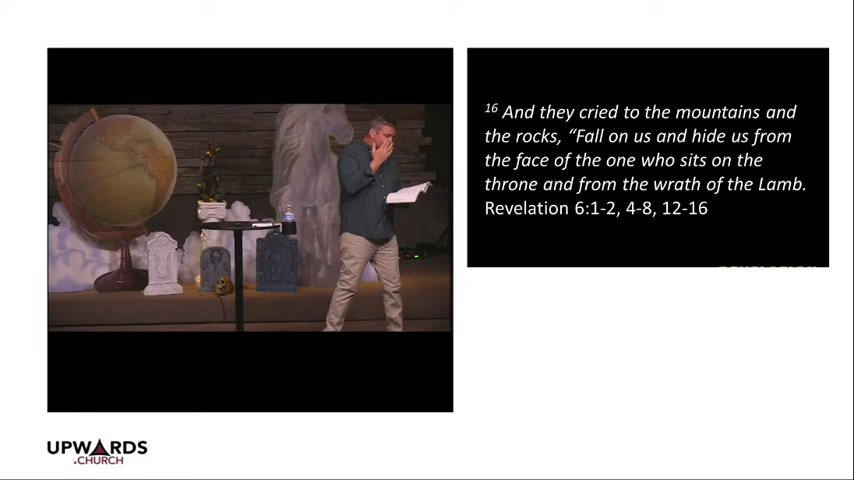 16 And they cried to the mountains and
the rocks, “Fall on us and hide us from
the face of the one who sits on the
throne and from the wrath of the Lamb.
Revelation 6:1-2, 4-8, 12-16
UPWARDS
.CHURCH